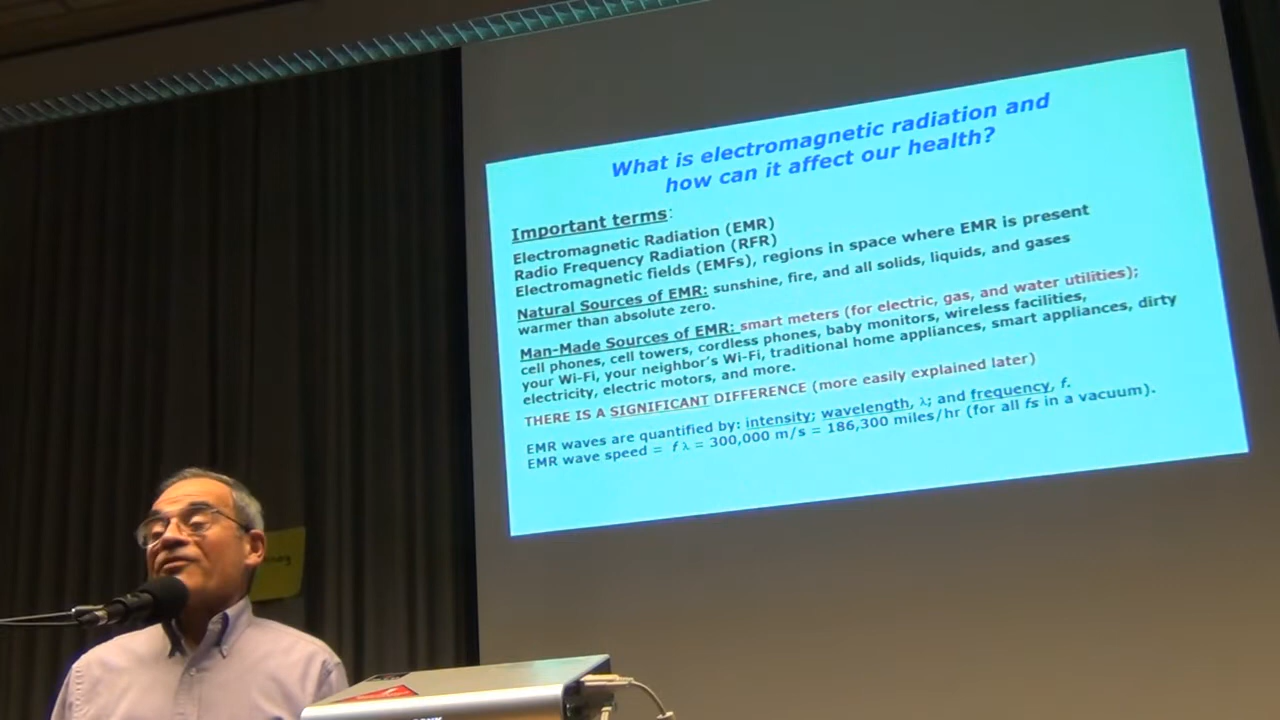 What is electromagnetic radiation and
how can it affect our health?
Important terms:
Electromagnetic Radiation (EMR)
Radio Frequency Radiation (RFR)
Electromagnetic fields (EMFs), regions in space where EMR is present
Natural Sources of EMR: sunshine, fire, and all solids, liquids, and gases
warmer than absolute zero.
Man-Made Sources of EMR: smart meters (for electric, gas, and water utilities);
cell phones, cell towers, cordless phones, baby monitors, wireless facilities,
your Wi-Fi, your neighbor's Wi-Fi, traditional home appliances, smart appliances, dirty
electricity, electric motors, and more.
THERE IS A SIGNIFICANT DIFFERENCE (more easily explained later)
EMR waves are quantified by: intensity; wavelength, λ; and frequency, f.
EMR wave speed = f λ = 300,000 m/s = 186,300 miles/hr (for all fs in a vacuum).